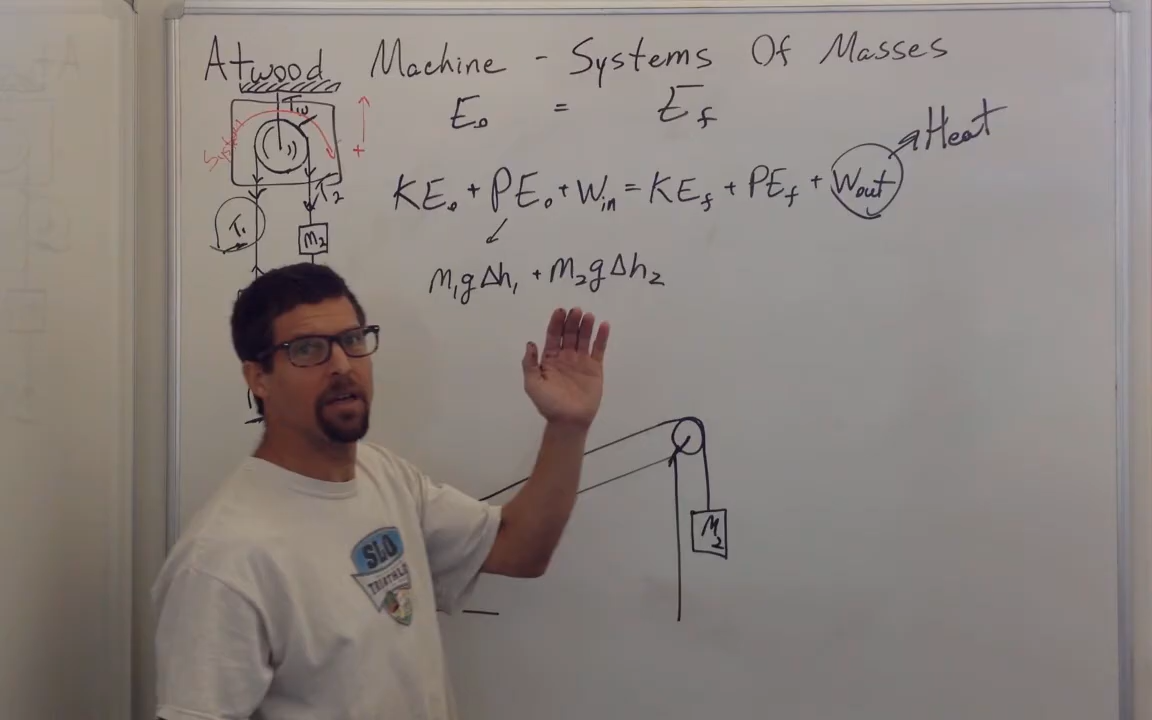 Atwood Machine - Systems Of Masses
E₀ = E_f
Heat
KE₀ + PE₀ + W_in = KE_f + PE_f + W_out
m₁gΔh₁ + m₂gΔh₂
System
+
T₂
T₁
M₂
M₂
SLO
TRIATHLON